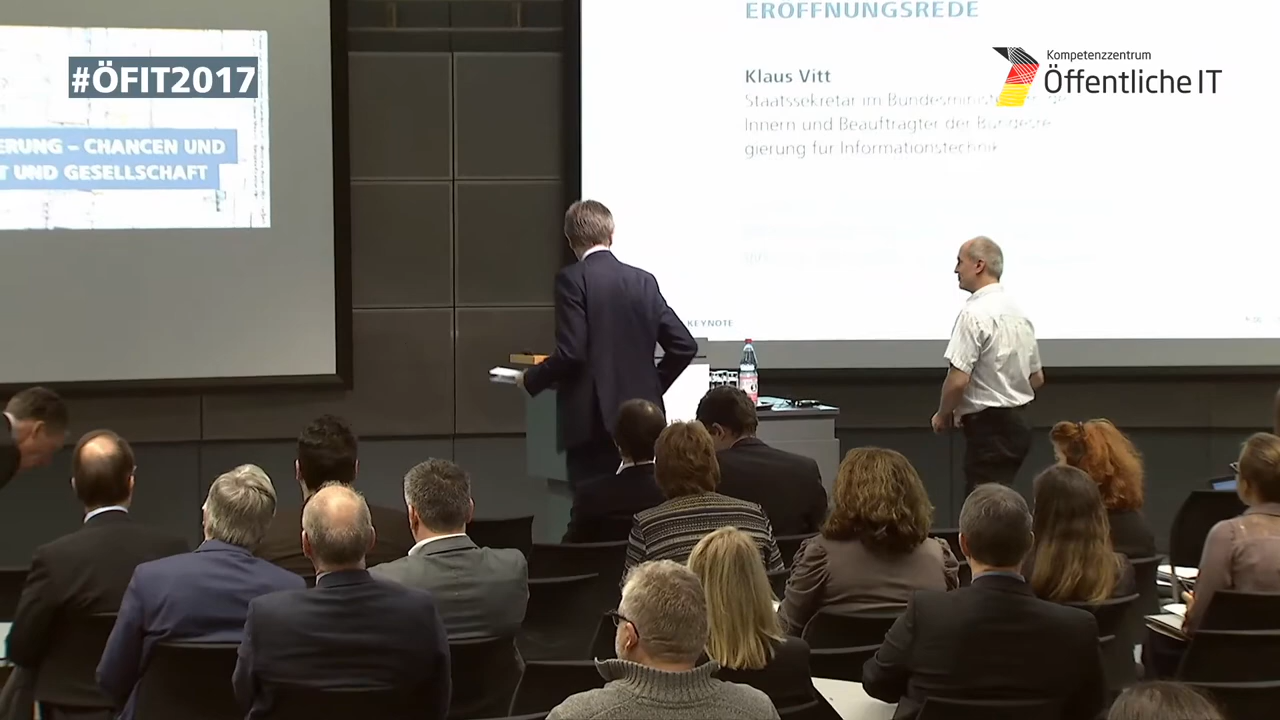 #ÖFIT2017
ERUNG – CHANCEN UND
T UND GESELLSCHAFT
ERÖFFNUNGSREDE
Klaus Vitt
Staatssekretär im Bundesminist
Innern und Beauftragter der Bundesre-
gierung für Informationstechnik
KEYNOTE
Kompetenzzentrum
Öffentliche IT